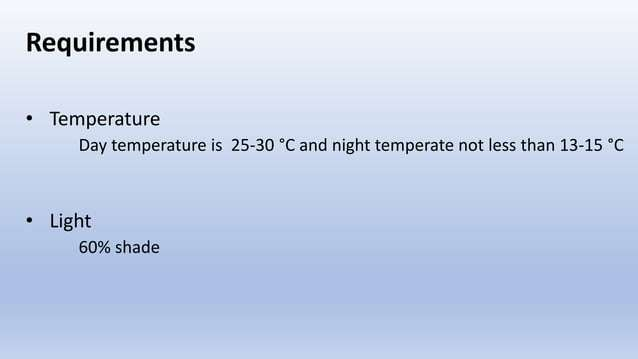 Requirements
• Temperature
Day temperature is 25-30 °C and night temperate not less than 13-15 °C
• Light
60% shade